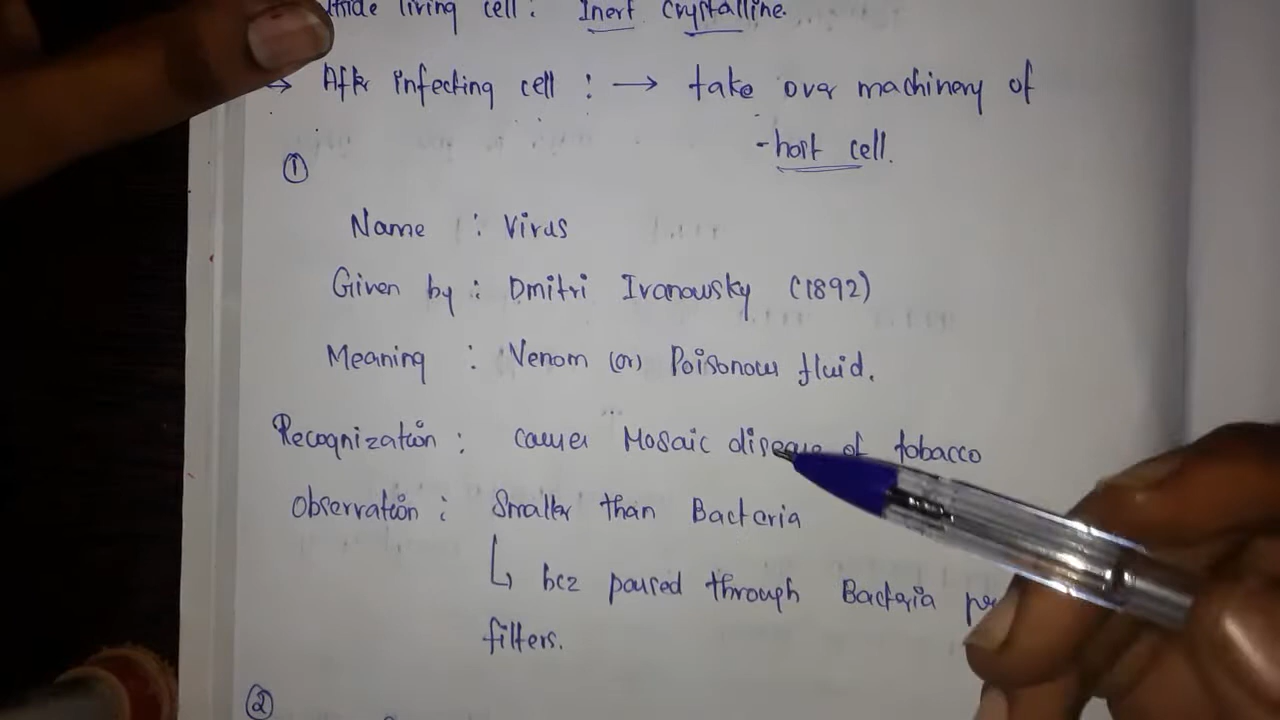 living cell : Inert Crystalline.
→ After infecting cell : → take over machinery of
-host cell.
①
Name : Virus
Given by : Dmitri Ivanowsky (1892)
Meaning : Venom (or) Poisonous fluid.
Recognization : causes Mosaic disease of tobacco
Observation : Smaller than Bacteria
↳ bcz passed through Bacteria
filters.
②